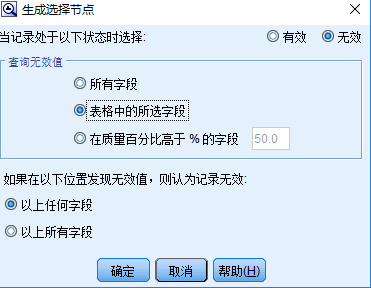 生成选择节点
当记录处于以下状态时选择: 有效 无效
查询无效值
所有字段
表格中的所选字段
在质量百分比高于 % 的字段 50.0
如果在以下位置发现无效值，则认为记录无效:
以上任何字段
以上所有字段
确定 取消 帮助(H)